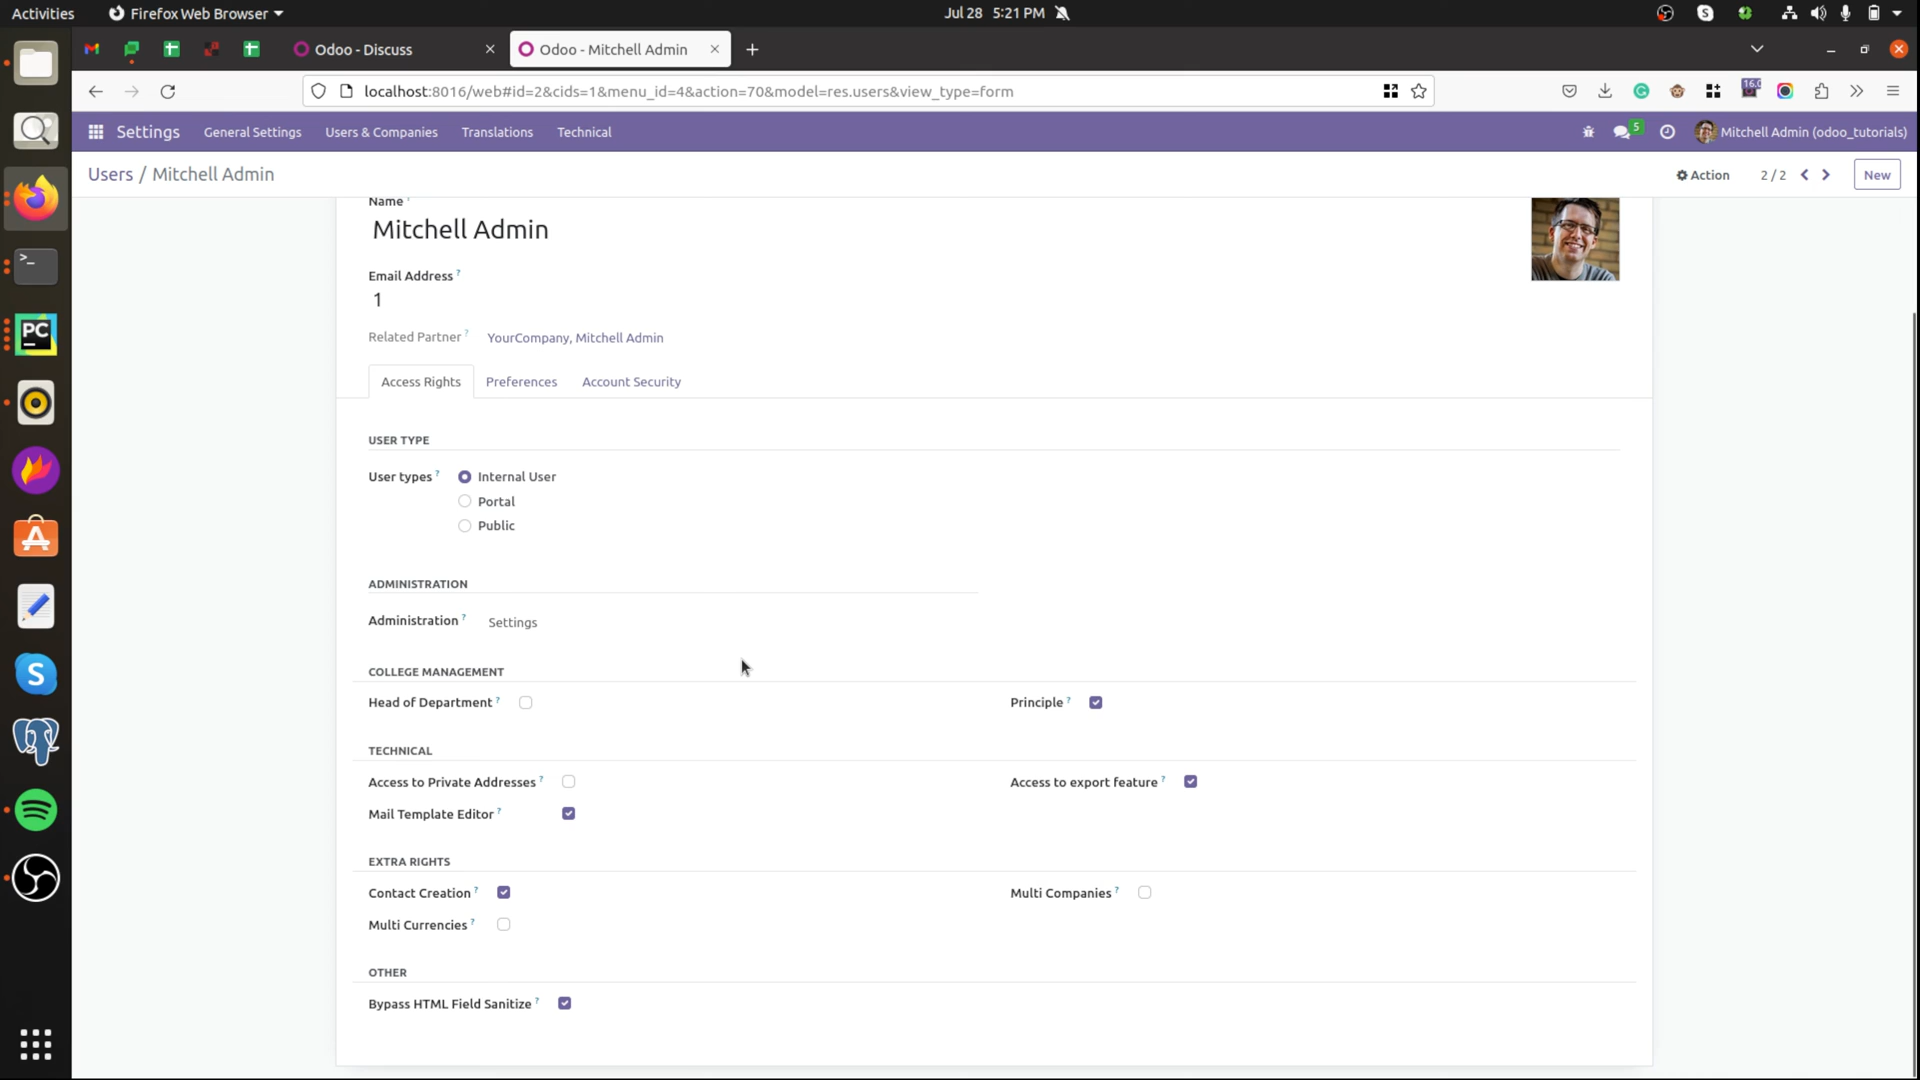 Activities
Firefox Web Browser
Jul 28 5:21 PM
Odoo - Discuss
Odoo - Mitchell Admin
localhost:8016/web#id=2&cids=1&menu_id=4&action=70&model=res.users&view_type=form
Settings
General Settings
Users & Companies
Translations
Technical
5
Mitchell Admin (odoo_tutorials)
Users / Mitchell Admin
Action
2 / 2
New
Name ?
Mitchell Admin
Email Address ?
1
Related Partner ?
YourCompany, Mitchell Admin
Access Rights
Preferences
Account Security
USER TYPE
User types ?
Internal User
Portal
Public
ADMINISTRATION
Administration ?
Settings
COLLEGE MANAGEMENT
Head of Department ?
Principle ?
TECHNICAL
Access to Private Addresses ?
Access to export feature ?
Mail Template Editor ?
EXTRA RIGHTS
Contact Creation ?
Multi Companies ?
Multi Currencies ?
OTHER
Bypass HTML Field Sanitize ?